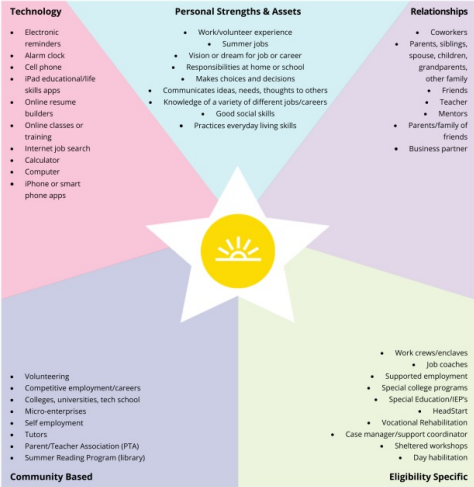 Technology
• Electronic
reminders
• Alarm clock
• Cell phone
• iPad educational/life
skills apps
• Online resume
builders
• Online classes or
training
• Internet job search
• Calculator
• Computer
• iPhone or smart
phone apps
Personal Strengths & Assets
• Work/volunteer experience
• Summer jobs
• Vision or dream for job or career
• Responsibilities at home or school
• Makes choices and decisions
• Communicates ideas, needs, thoughts to others
• Knowledge of a variety of different jobs/careers
• Good social skills
• Practices everyday living skills
Relationships
• Coworkers
• Parents, siblings,
spouse, children,
grandparents,
other family
• Friends
• Teacher
• Mentors
• Parents/family of
friends
• Business partner
• Volunteering
• Competitive employment/careers
• Colleges, universities, tech school
• Micro-enterprises
• Self employment
• Tutors
• Parent/Teacher Association (PTA)
• Summer Reading Program (library)
Community Based
• Work crews/enclaves
• Job coaches
• Supported employment
• Special college programs
• Special Education/IEP's
• HeadStart
• Vocational Rehabilitation
• Case manager/support coordinator
• Sheltered workshops
• Day habilitation
Eligibility Specific